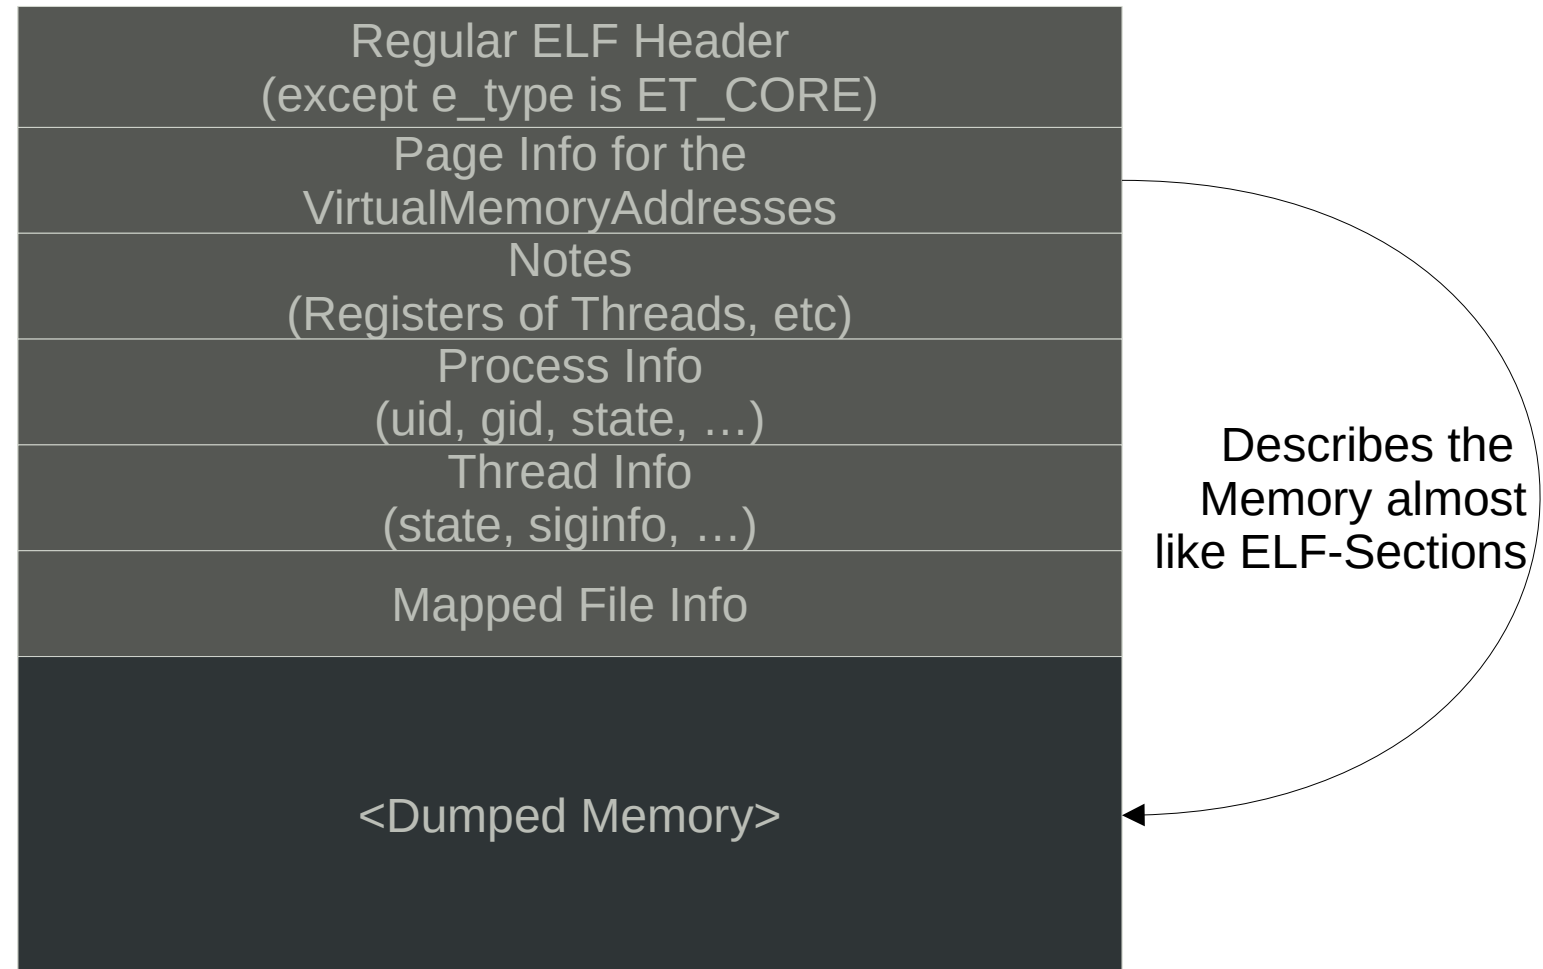 Regular ELF Header
(except e_type is ET_CORE)
Page Info for the
VirtualMemoryAddresses
Notes
(Registers of Threads, etc)
Process Info
(uid, gid, state, …)
Thread Info
(state, siginfo, …)
Mapped File Info
<Dumped Memory>
Describes the
Memory almost
like ELF-Sections